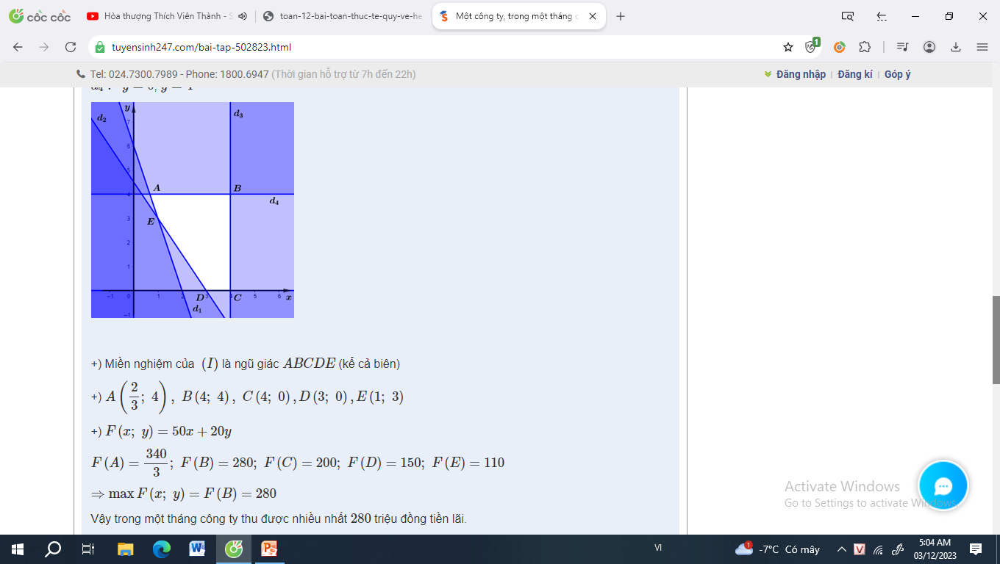 cốc cốc
Hòa thượng Thích Viên Thành - S
toan-12-bai-toan-thuc-te-quy-ve-he
Một công ty, trong một tháng c
1
tuyensinh247.com/bai-tap-502823.html
Tel: 024.7300.7989 - Phone: 1800.6947 (Thời gian hỗ trợ từ 7h đến 22h)
Đăng nhập | Đăng kí | Góp ý
y
d₂
d₃
7
6
5
A
B
4
d₄
3
E
2
1
-1 0 1 2 D 3 4 C 5 6 x
d₁
-1
+) Miền nghiệm của (I) là ngũ giác ABCDE (kể cả biên)
+) A(2/3; 4), B(4; 4), C(4; 0), D(3; 0), E(1; 3)
+) F(x; y) = 50x + 20y
F(A) = 340/3; F(B) = 280; F(C) = 200; F(D) = 150; F(E) = 110
⇒ max F(x; y) = F(B) = 280
Vậy trong một tháng công ty thu được nhiều nhất 280 triệu đồng tiền lãi.
Activate Windows
Go to Settings to activate Windows.
VI
1
-7°C Có mây
V
5:04 AM
03/12/2023